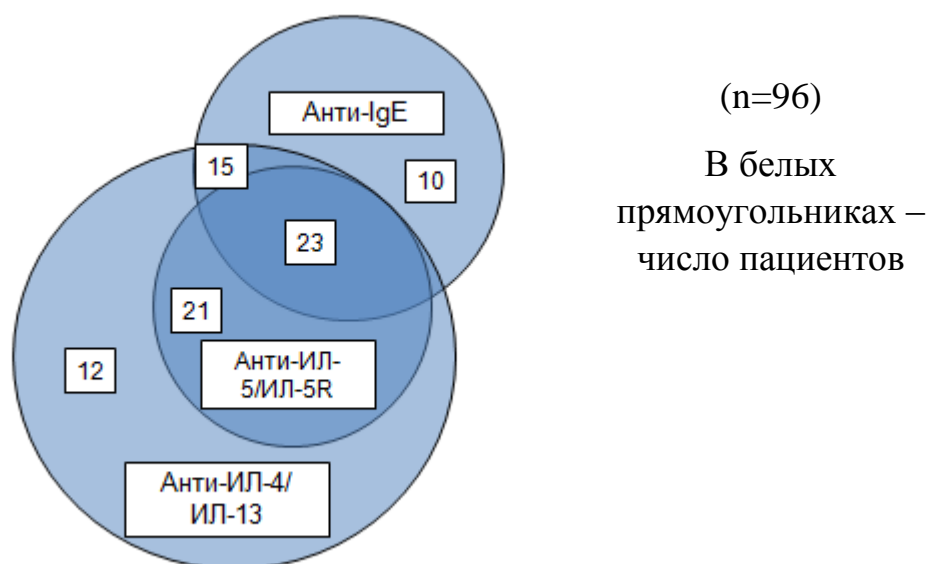 Анти-IgE
15
10
23
21
Анти-ИЛ-
5/ИЛ-5R
12
Анти-ИЛ-4/
ИЛ-13
(n=96)
В белых
прямоугольниках –
число пациентов